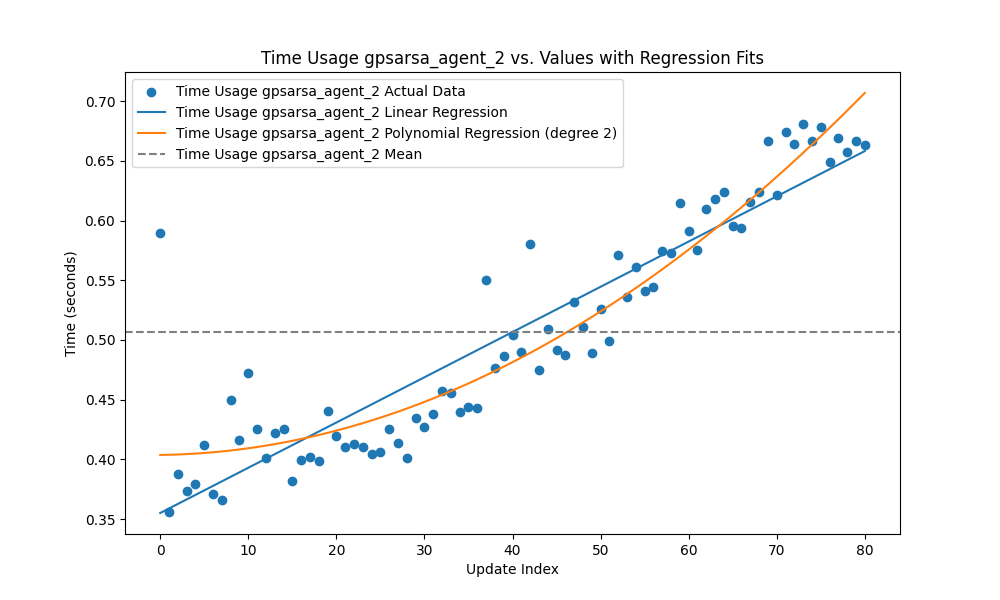 Time Usage gpsarsa_agent_2 vs. Values with Regression Fits
Time Usage gpsarsa_agent_2 Actual Data
Time Usage gpsarsa_agent_2 Linear Regression
Time Usage gpsarsa_agent_2 Polynomial Regression (degree 2)
Time Usage gpsarsa_agent_2 Mean
Time (seconds)
0.70
0.65
0.60
0.55
0.50
0.45
0.40
0.35
0 10 20 30 40 50 60 70 80
Update Index